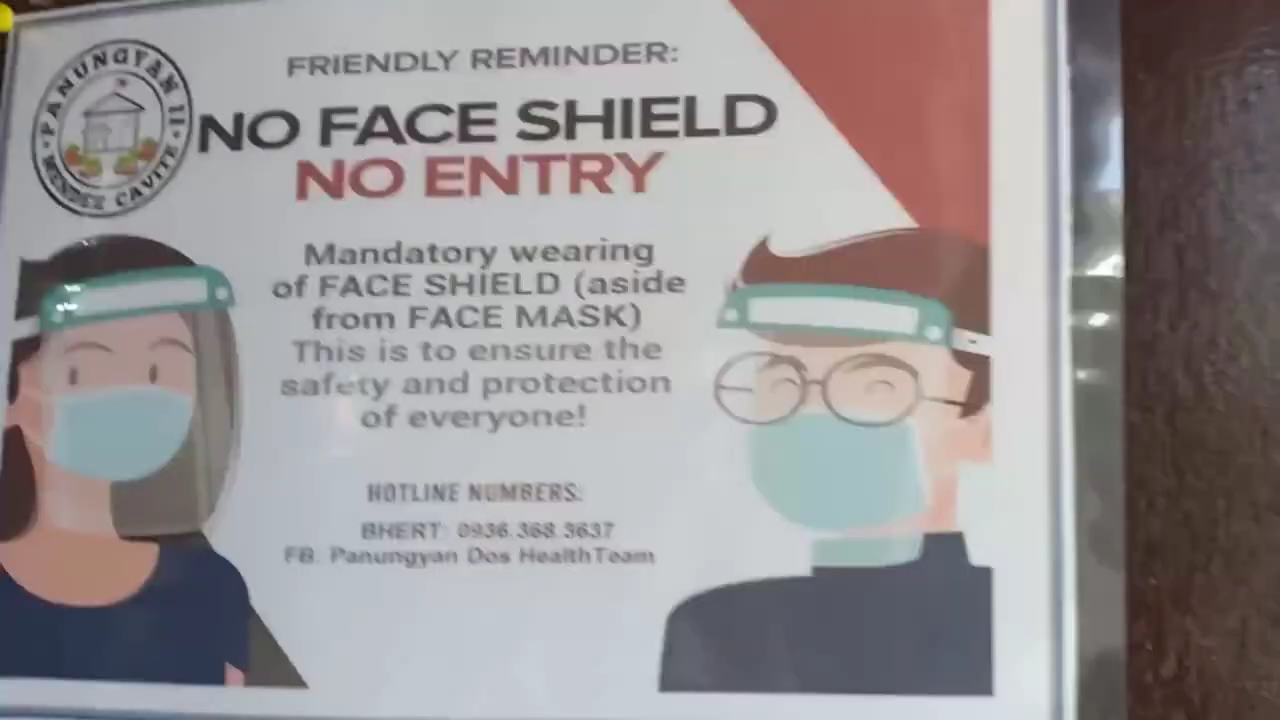 PANUNGYAN II
MENDEZ CAVITE
FRIENDLY REMINDER:
NO FACE SHIELD
NO ENTRY
Mandatory wearing
of FACE SHIELD (aside
from FACE MASK)
This is to ensure the
safety and protection
of everyone!
HOTLINE NUMBERS:
BHERT: 0936.368.3637
FB. Panungyan Dos HealthTeam